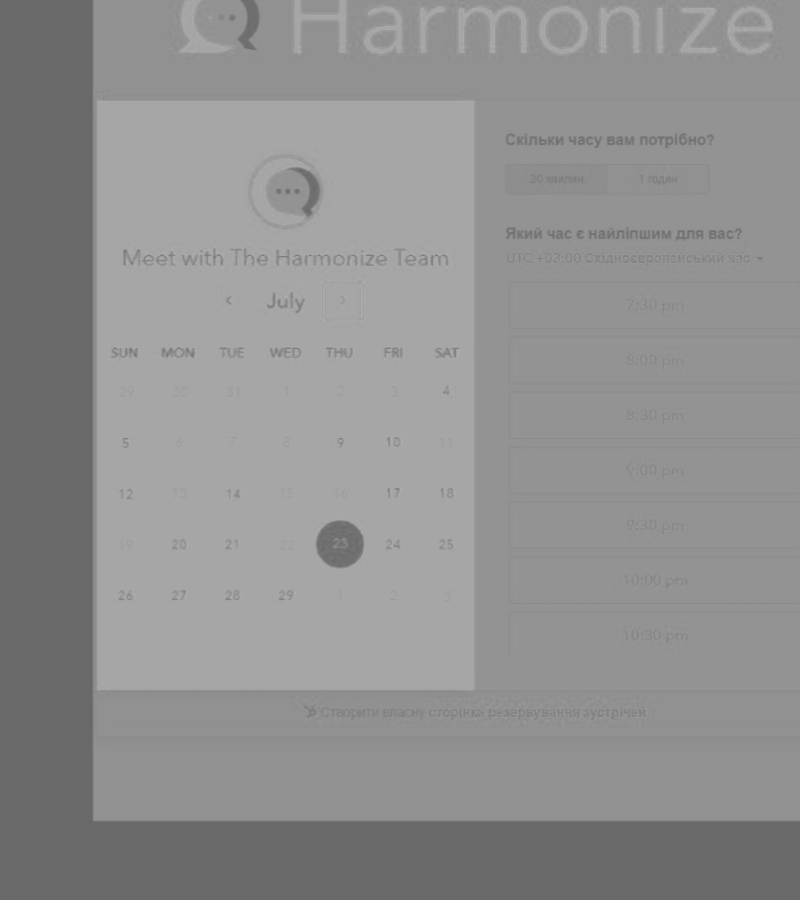 Harmonize
Meet with The Harmonize Team
July
SUN MON TUE WED THU FRI SAT
29 30 31 1 2 3 4
5 6 7 8 9 10 11
12 13 14 15 16 17 18
19 20 21 22 23 24 25
26 27 28 29 1 2 3
Скільки часу вам потрібно?
30 хвилин 1 годин
Який час є найліпшим для вас?
UTC +03:00 Східноєвропейський час
7:30 pm
8:00 pm
8:30 pm
9:00 pm
9:30 pm
10:00 pm
10:30 pm
Створити власну сторінка резервування зустрічей